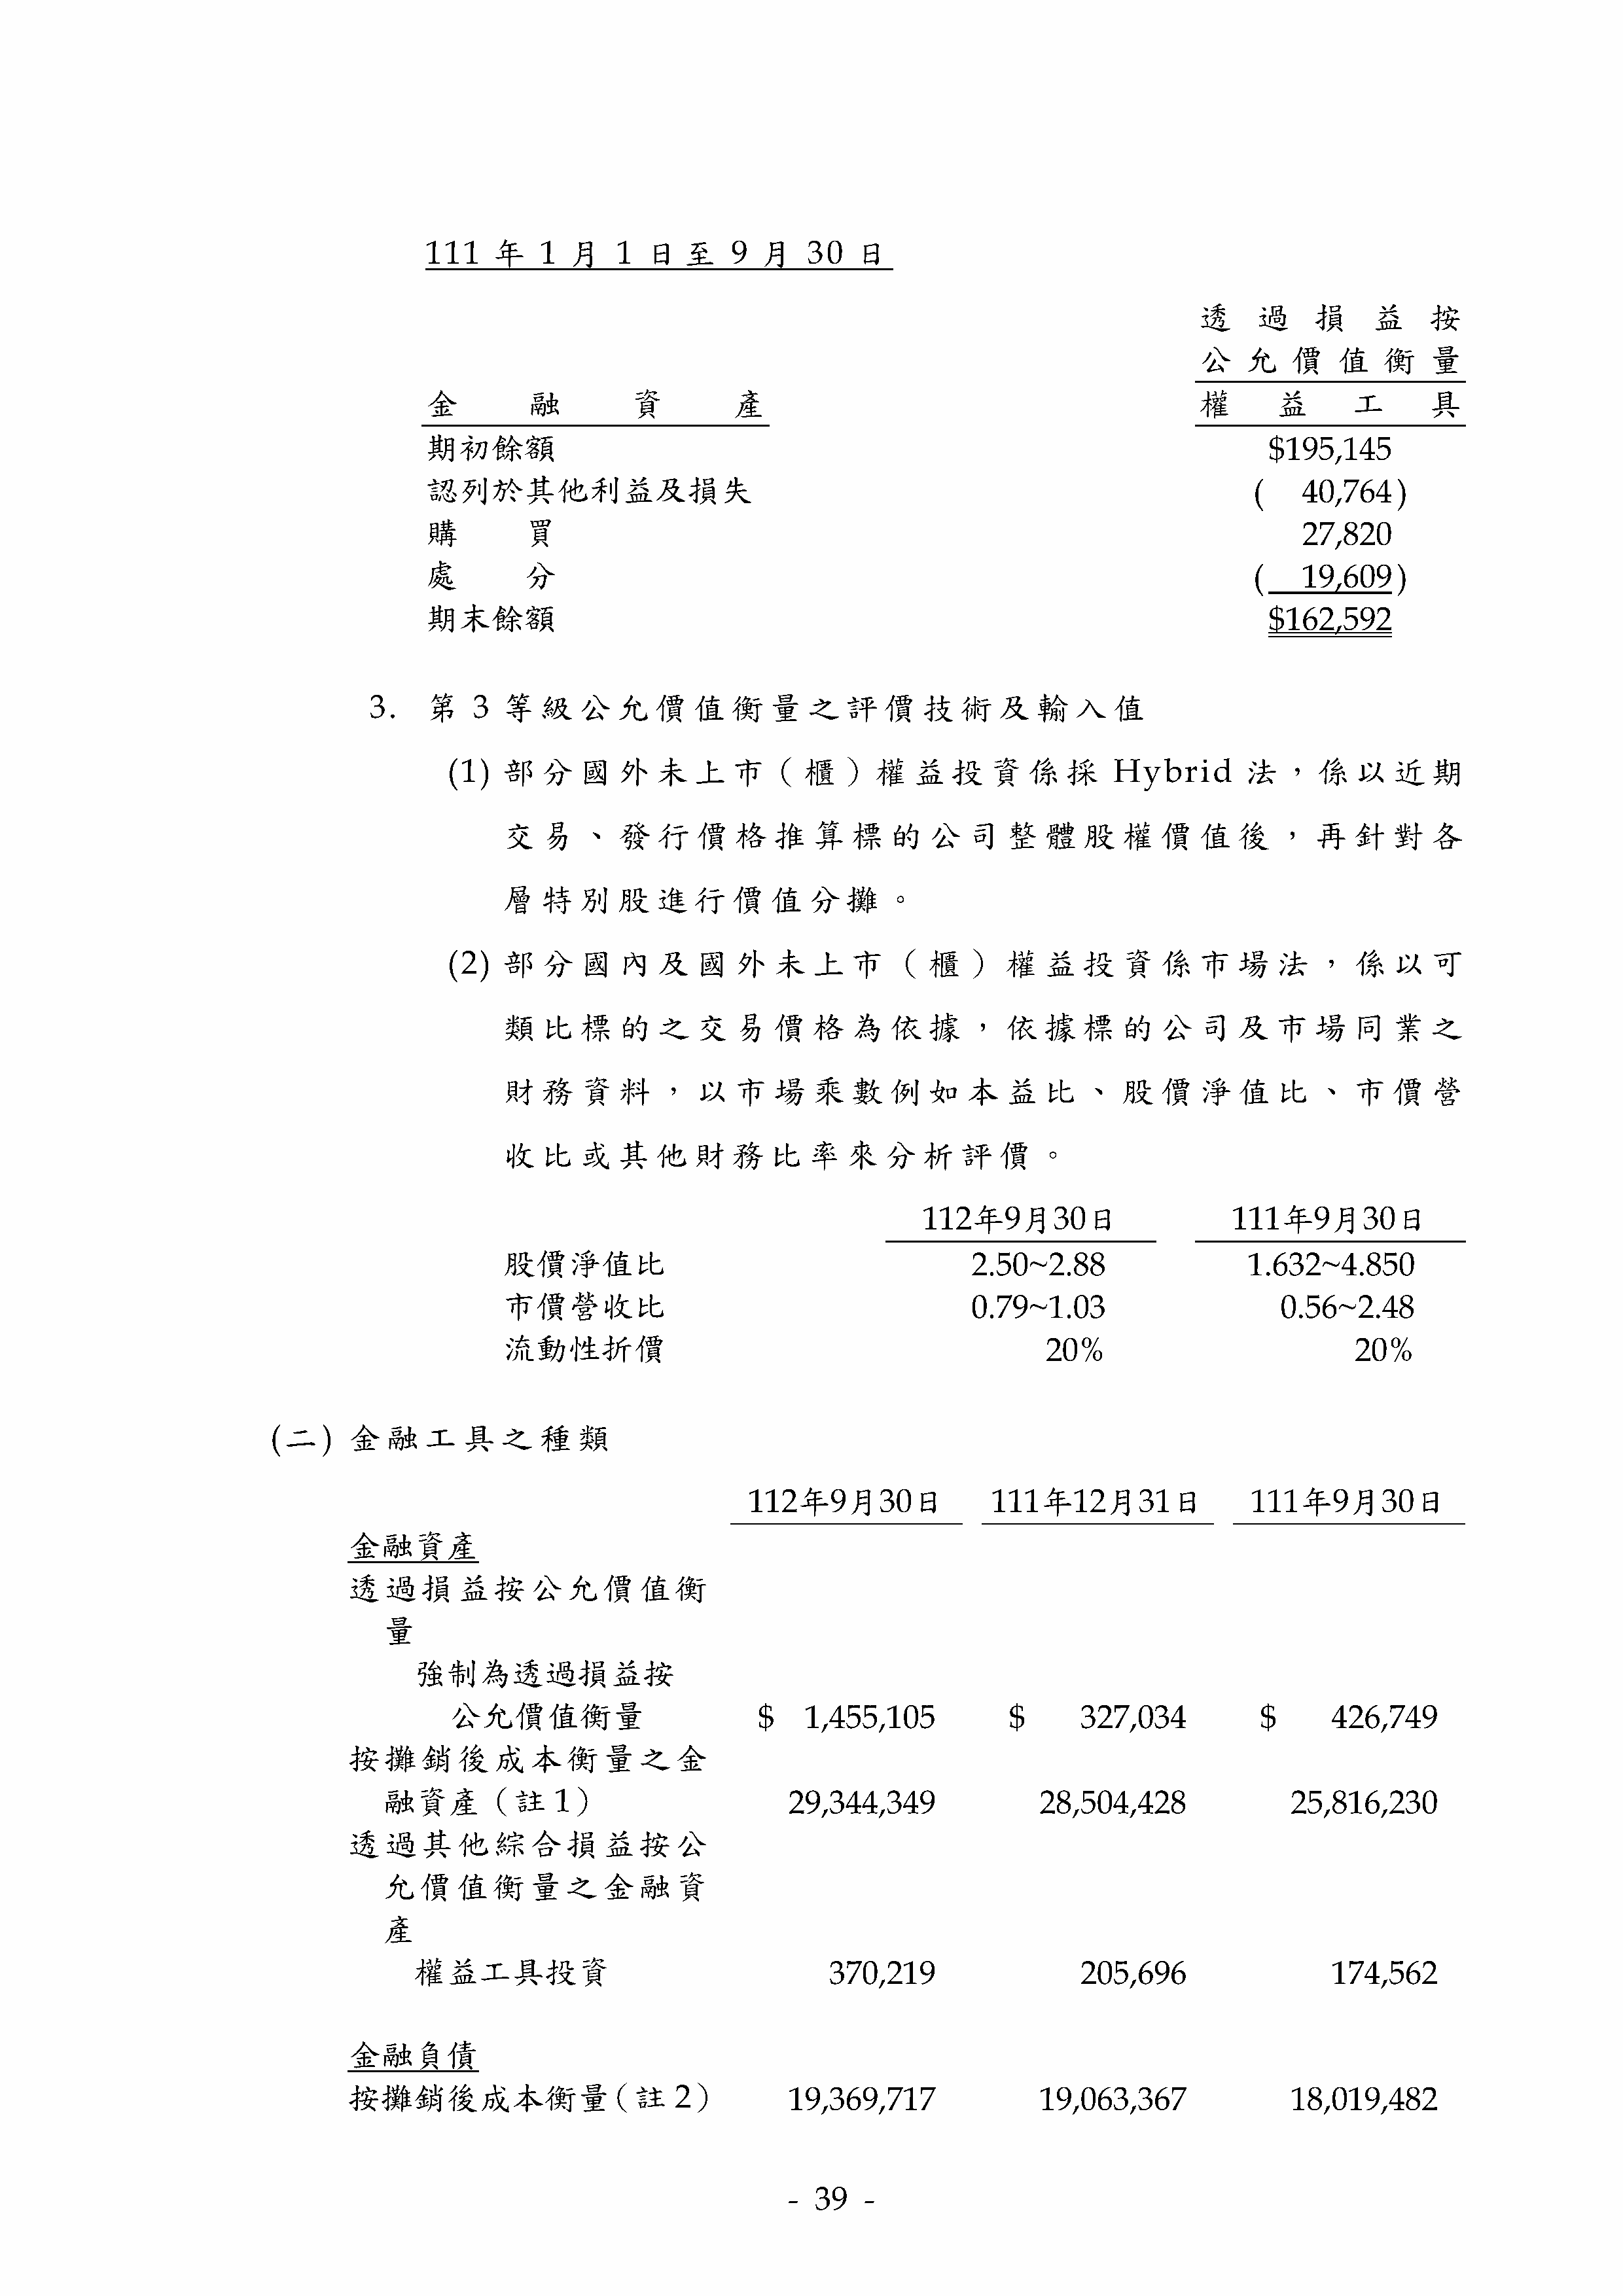 111 年 1 月 1 日至 9 月 30 日
透過損益按
公允價值衡量
金融資產 權益工具
期初餘額 $195,145
認列於其他利益及損失 ( 40,764)
購買 27,820
處分 ( 19,609)
期末餘額 $162,592
3. 第 3 等級公允價值衡量之評價技術及輸入值
(1) 部分國外未上市（櫃）權益投資係採 Hybrid 法，係以近期
交易、發行價格推算標的公司整體股權價值後，再針對各
層特別股進行價值分攤。
(2) 部分國內及國外未上市（櫃）權益投資係市場法，係以可
類比標的之交易價格為依據，依據標的公司及市場同業之
財務資料，以市場乘數例如本益比、股價淨值比、市價營
收比或其他財務比率來分析評價。
112年9月30日 111年9月30日
股價淨值比 2.50~2.88 1.632~4.850
市價營收比 0.79~1.03 0.56~2.48
流動性折價 20% 20%
(二) 金融工具之種類
112年9月30日 111年12月31日 111年9月30日
金融資產
透過損益按公允價值衡
量
強制為透過損益按
公允價值衡量 $ 1,455,105 $ 327,034 $ 426,749
按攤銷後成本衡量之金
融資產（註 1） 29,344,349 28,504,428 25,816,230
透過其他綜合損益按公
允價值衡量之金融資
產
權益工具投資 370,219 205,696 174,562
金融負債
按攤銷後成本衡量（註 2） 19,369,717 19,063,367 18,019,482
- 39 -